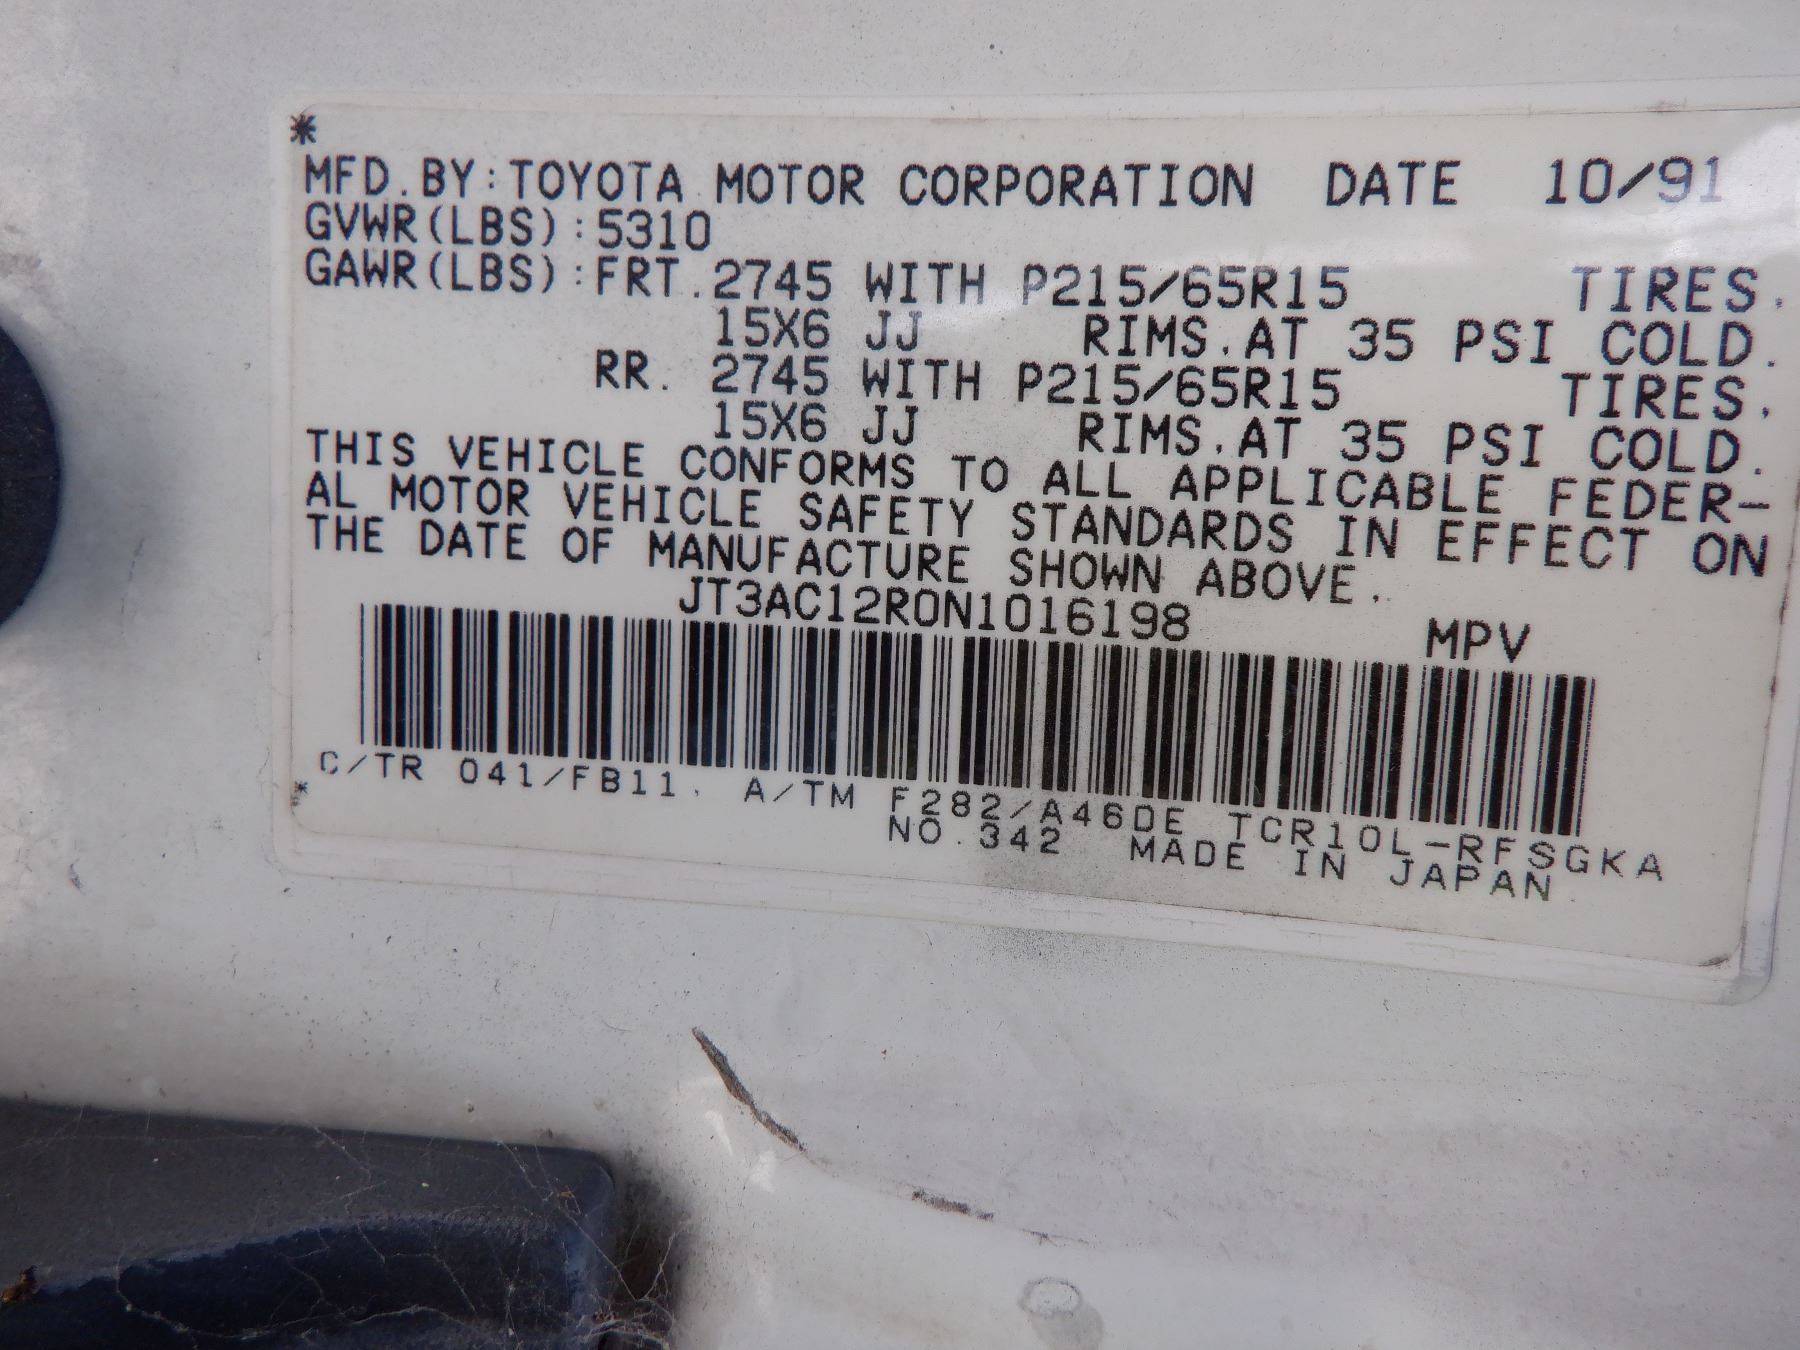 *
MFD.BY:TOYOTA MOTOR CORPORATION DATE 10/91
GVWR(LBS):5310
GAWR(LBS):FRT.2745 WITH P215/65R15 TIRES.
15X6 JJ RIMS.AT 35 PSI COLD.
RR. 2745 WITH P215/65R15 TIRES.
15X6 JJ RIMS.AT 35 PSI COLD.
THIS VEHICLE CONFORMS TO ALL APPLICABLE FEDER-
AL MOTOR VEHICLE SAFETY STANDARDS IN EFFECT ON
THE DATE OF MANUFACTURE SHOWN ABOVE.
JT3AC12R0N1016198 MPV
C/TR 041/FB11. A/TM F282/A46DE TCR10L-RFSGKA
* NO.342 MADE IN JAPAN